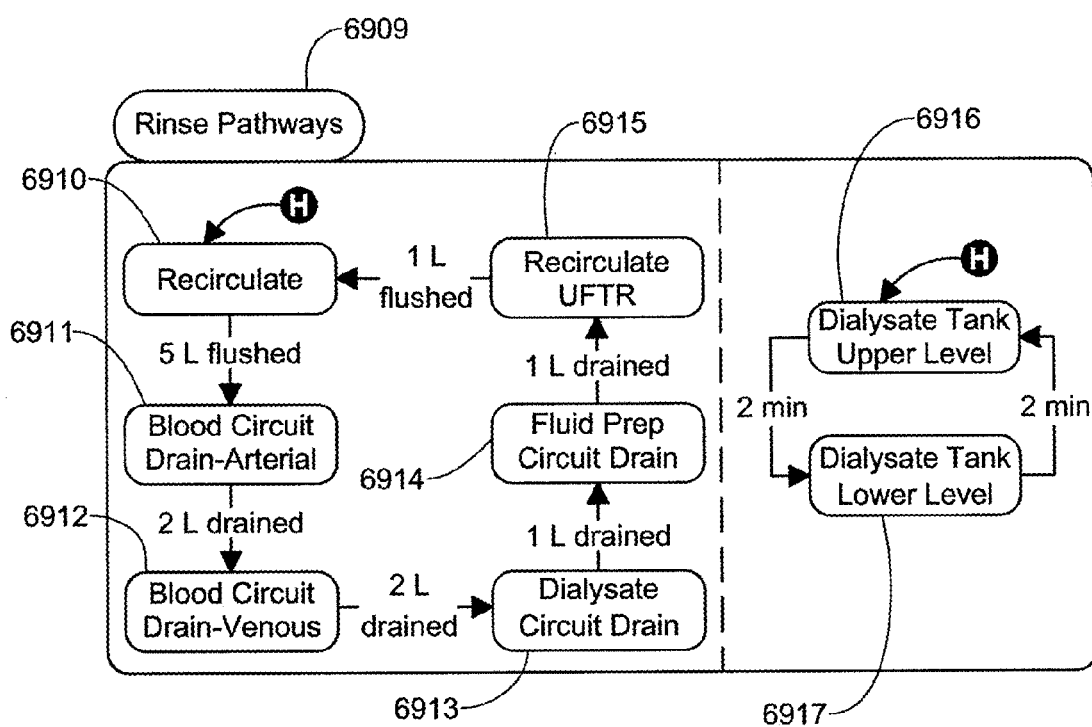 6909
Rinse Pathways
6915
6916
6910
H
H
Recirculate
1 L
flushed
Recirculate
UFTR
6911
5 L flushed
1 L drained
Dialysate Tank
Upper Level
2 min
2 min
Blood Circuit
Drain-Arterial
Fluid Prep
Circuit Drain
6914
Dialysate Tank
Lower Level
6912
2 L drained
1 L drained
Blood Circuit
Drain-Venous
2 L
drained
Dialysate
Circuit Drain
6913
6917